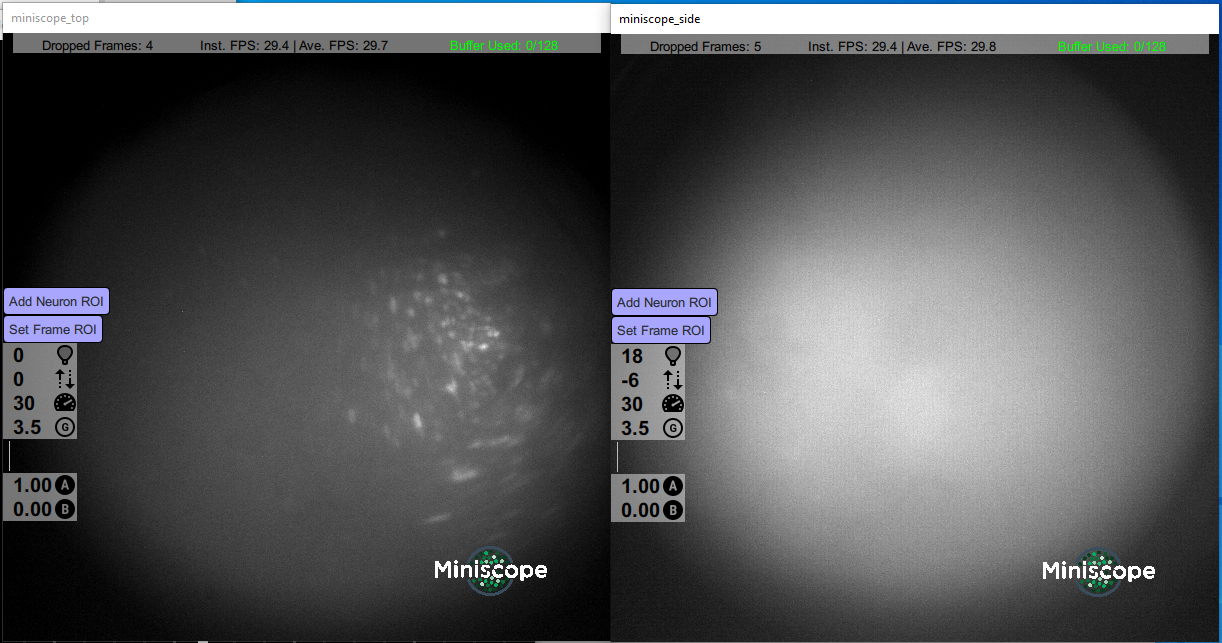 miniscope_top
Dropped Frames: 4 Inst. FPS: 29.4 | Ave. FPS: 29.7 Buffer Used: 0/128
Add Neuron ROI
Set Frame ROI
0
0
30
3.5 G
1.00 A
0.00 B
Miniscope
miniscope_side
Dropped Frames: 5 Inst. FPS: 29.4 | Ave. FPS: 29.8 Buffer Used: 0/128
Add Neuron ROI
Set Frame ROI
18
-6
30
3.5 G
1.00 A
0.00 B
Miniscope